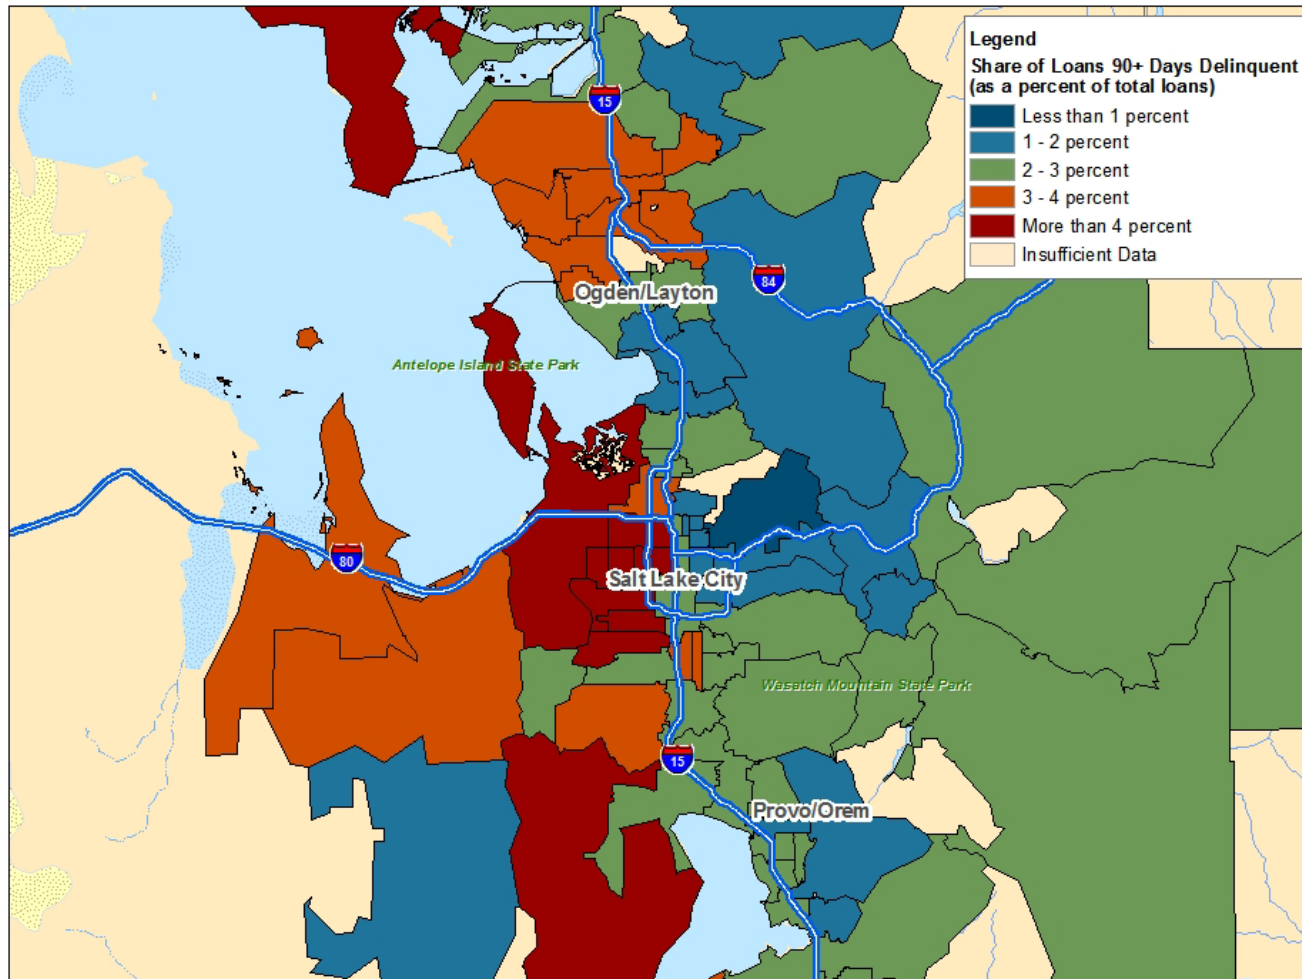 Legend
Share of Loans 90+ Days Delinquent
(as a percent of total loans)
Less than 1 percent
1 - 2 percent
2 - 3 percent
3 - 4 percent
More than 4 percent
Insufficient Data
15
84
Ogden/Layton
Antelope Island State Park
80
Salt Lake City
Wasatch Mountain State Park
15
Provo/Orem